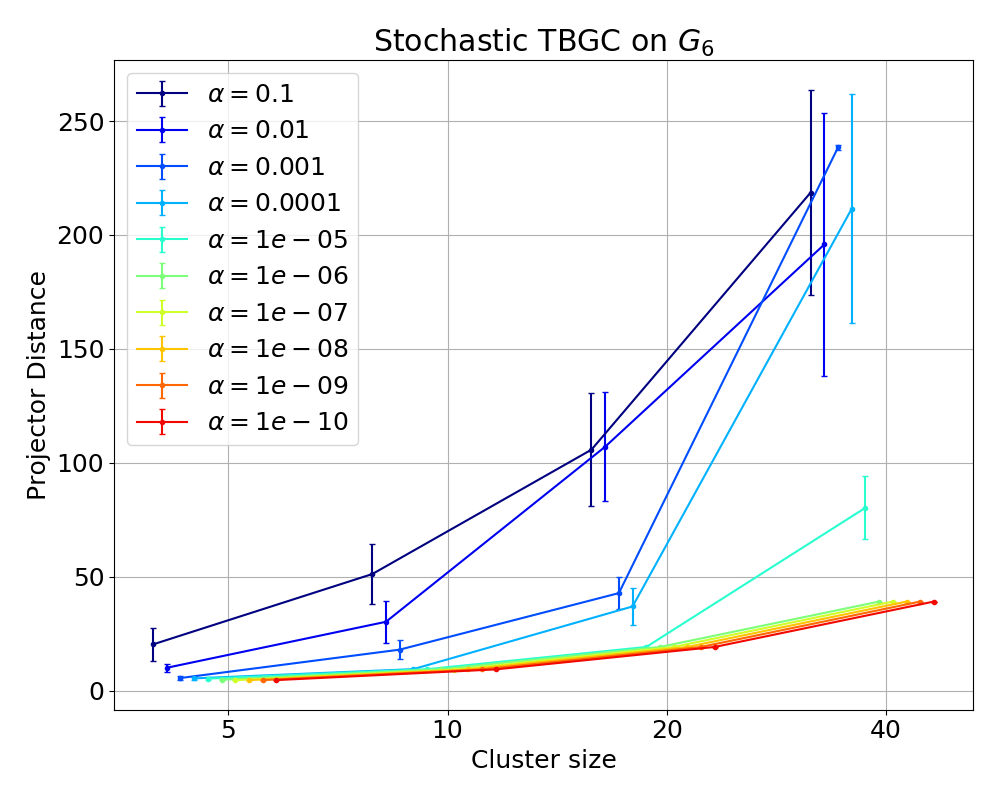 Stochastic TBGC on G₆
α = 0.1
α = 0.01
α = 0.001
α = 0.0001
α = 1e − 05
α = 1e − 06
α = 1e − 07
α = 1e − 08
α = 1e − 09
α = 1e − 10
Projector Distance
250
200
150
100
50
0
5 10 20 40
Cluster size